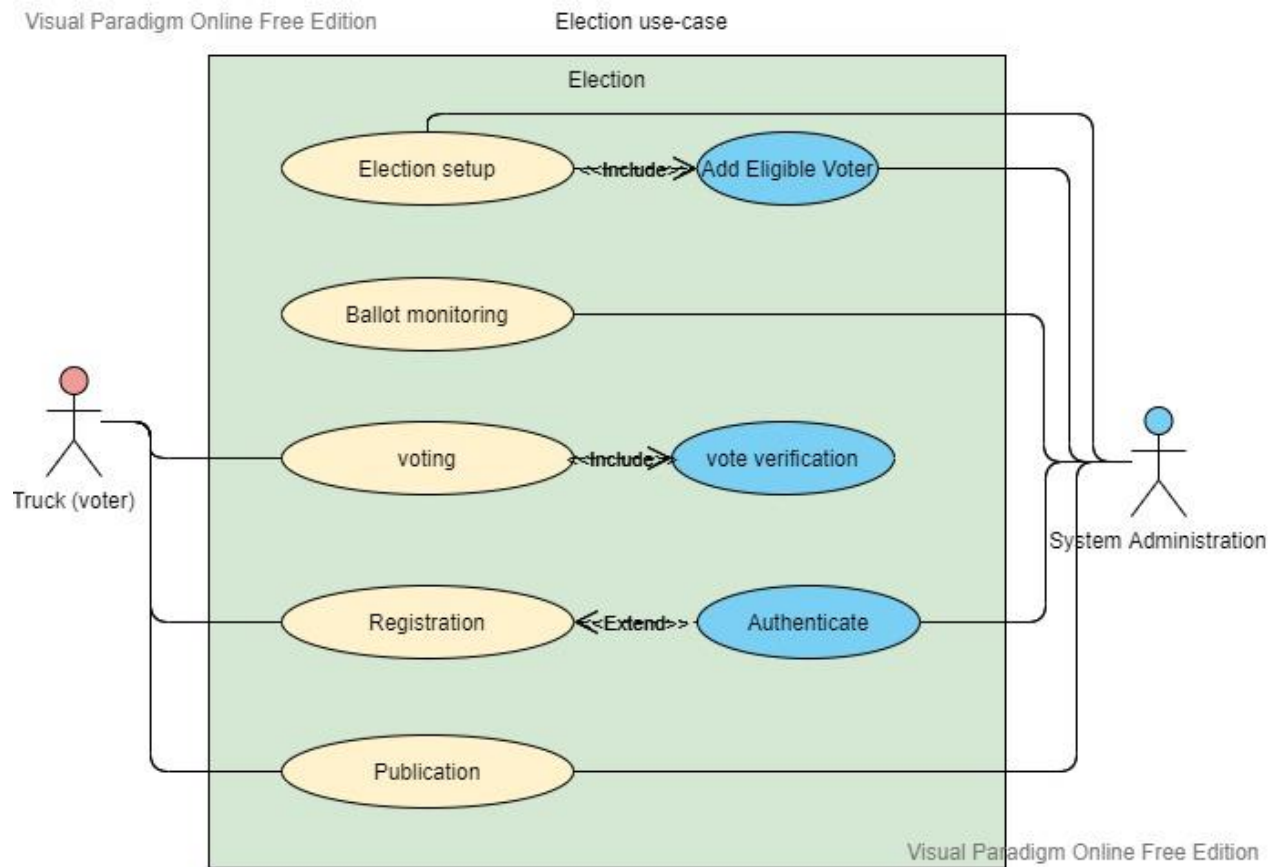 Visual Paradigm Online Free Edition
Election use-case
Election
Election setup
<<Include>>
Add Eligible Voter
Ballot monitoring
voting
<<Include>>
vote verification
Truck (voter)
System Administration
Registration
<<Extend>>
Authenticate
Publication
Visual Paradigm Online Free Edition